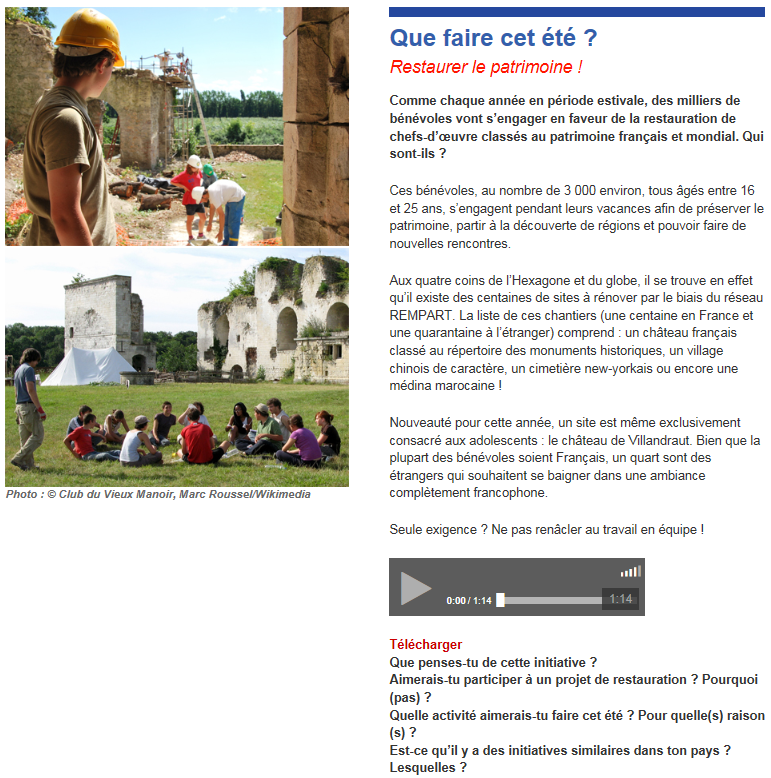 Que faire cet été ?
Restaurer le patrimoine !
Comme chaque année en période estivale, des milliers de
bénévoles vont s’engager en faveur de la restauration de
chefs-d’œuvre classés au patrimoine français et mondial. Qui
sont-ils ?
Ces bénévoles, au nombre de 3 000 environ, tous âgés entre 16
et 25 ans, s’engagent pendant leurs vacances afin de préserver le
patrimoine, partir à la découverte de régions et pouvoir faire de
nouvelles rencontres.
Aux quatre coins de l’Hexagone et du globe, il se trouve en effet
qu’il existe des centaines de sites à rénover par le biais du réseau
REMPART. La liste de ces chantiers (une centaine en France et
une quarantaine à l’étranger) comprend : un château français
classé au répertoire des monuments historiques, un village
chinois de caractère, un cimetière new-yorkais ou encore une
médina marocaine !
Nouveauté pour cette année, un site est même exclusivement
consacré aux adolescents : le château de Villandraut. Bien que la
plupart des bénévoles soient Français, un quart sont des
étrangers qui souhaitent se baigner dans une ambiance
complètement francophone.
Seule exigence ? Ne pas renâcler au travail en équipe !
0:00 / 1:14
1:14
Télécharger
Que penses-tu de cette initiative ?
Aimerais-tu participer à un projet de restauration ? Pourquoi
(pas) ?
Quelle activité aimerais-tu faire cet été ? Pour quelle(s) raison
(s) ?
Est-ce qu’il y a des initiatives similaires dans ton pays ?
Lesquelles ?
Photo : © Club du Vieux Manoir, Marc Roussel/Wikimedia